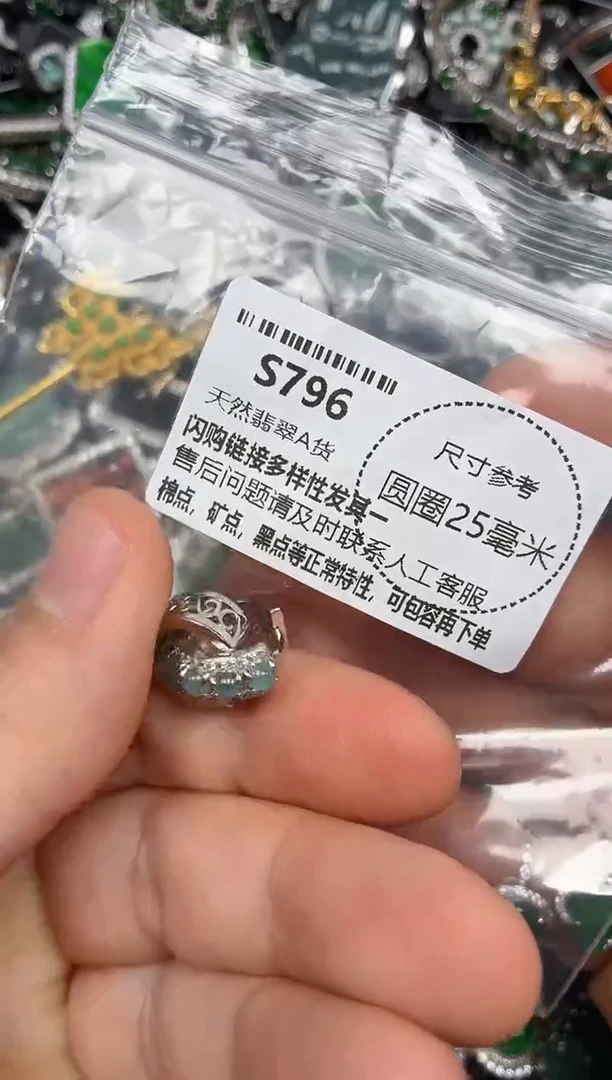 S796
天然翡翠A货
闪购链接多样性发其一
售后问题请及时联系人工客服
棉点,矿点,黑点等正常特性,可包容再下单
尺寸参考
圆圈25毫米